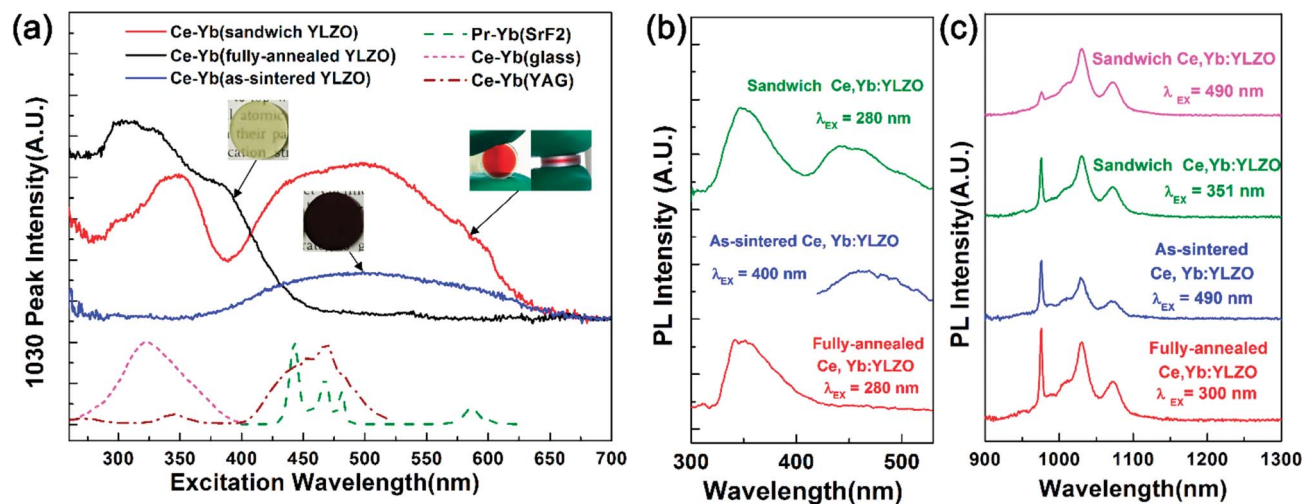 (a)
Ce-Yb(sandwich YLZO)
Ce-Yb(fully-annealed YLZO)
Ce-Yb(as-sintered YLZO)
Pr-Yb(SrF2)
Ce-Yb(glass)
Ce-Yb(YAG)
1030 Peak Intensity(A.U.)
atomic
their pa
cation
300 350 400 450 500 550 600 650 700
Excitation Wavelength(nm)
(b)
Sandwich Ce,Yb:YLZO
λEX = 280 nm
As-sintered Ce, Yb:YLZO
λEX = 400 nm
Fully-annealed
Ce, Yb:YLZO
λEX = 280 nm
PL Intensity (A.U.)
300 400 500
Wavelength(nm)
(c)
Sandwich Ce,Yb:YLZO
λEX = 490 nm
Sandwich Ce,Yb:YLZO
λEX = 351 nm
As-sintered
Ce, Yb:YLZO
λEX = 490 nm
Fully-annealed
Ce,Yb:YLZO
λEX = 300 nm
PL Intensity(A.U.)
900 1000 1100 1200 1300
Wavelength(nm)